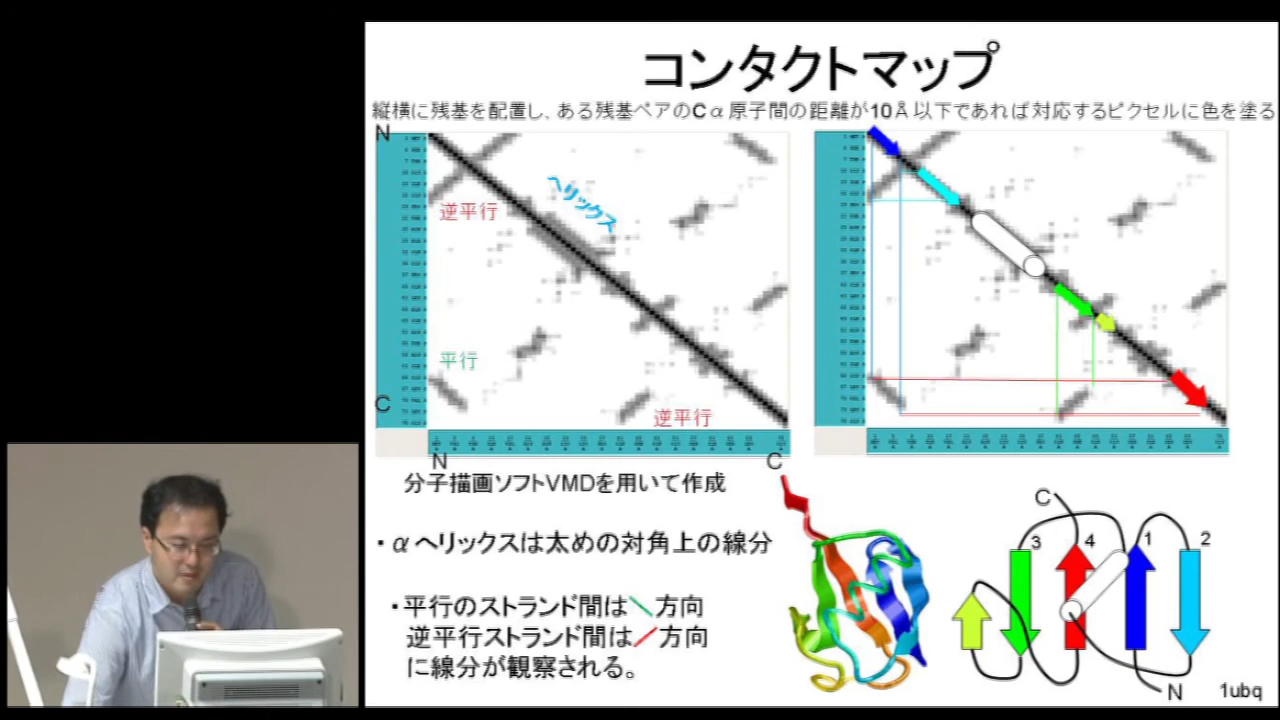 コンタクトマップ
縦横に残基を配置し、ある残基ペアのCα原子間の距離が10Å以下であれば対応するピクセルに色を塗る
N
ヘリックス
逆平行
平行
C
逆平行
N
C
分子描画ソフトVMDを用いて作成
・αヘリックスは太めの対角上の線分
・平行のストランド間は＼方向
逆平行ストランド間は／方向
に線分が観察される。
C
3
4
1
2
N
1ubq